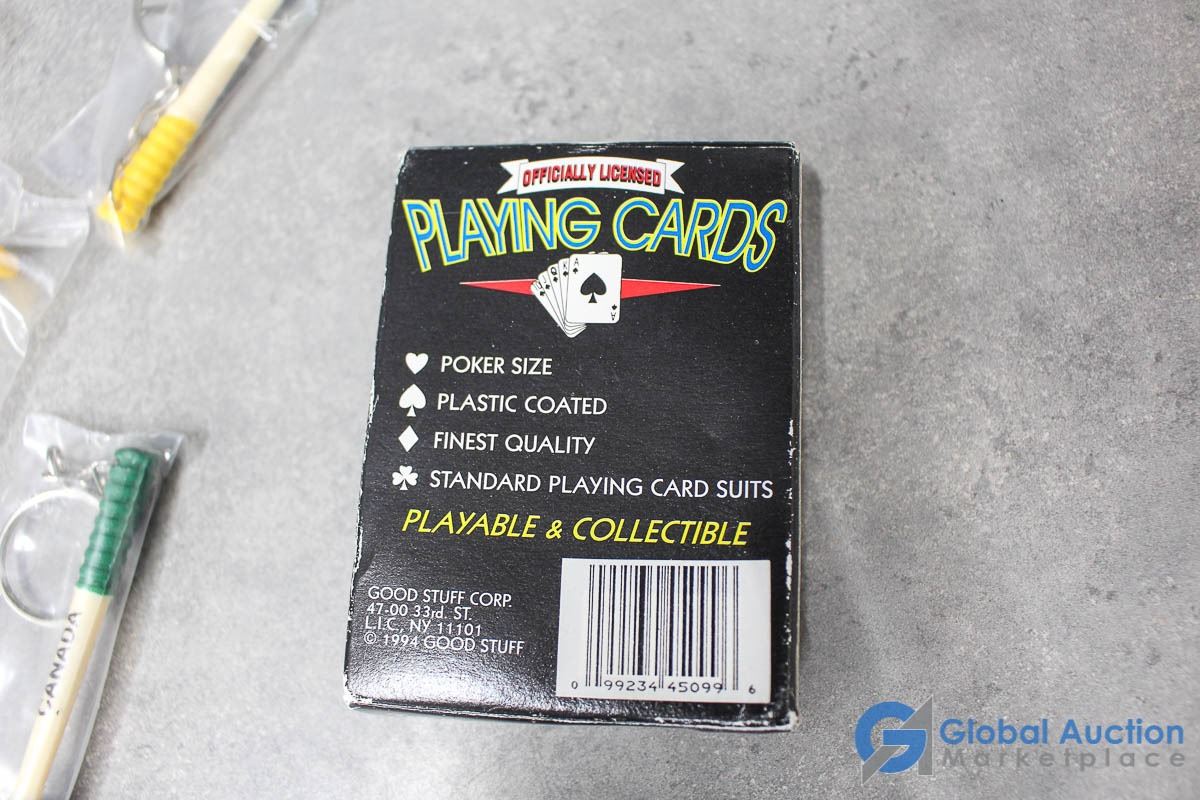 OFFICIALLY LICENSED
PLAYING CARDS
A
A
POKER SIZE
PLASTIC COATED
FINEST QUALITY
STANDARD PLAYING CARD SUITS
PLAYABLE & COLLECTIBLE
GOOD STUFF CORP.
47-00 33rd. ST.
L.I.C., NY 11101
© 1994 GOOD STUFF
0 99234 45099 6
CANADA
Global Auction
Marketplace